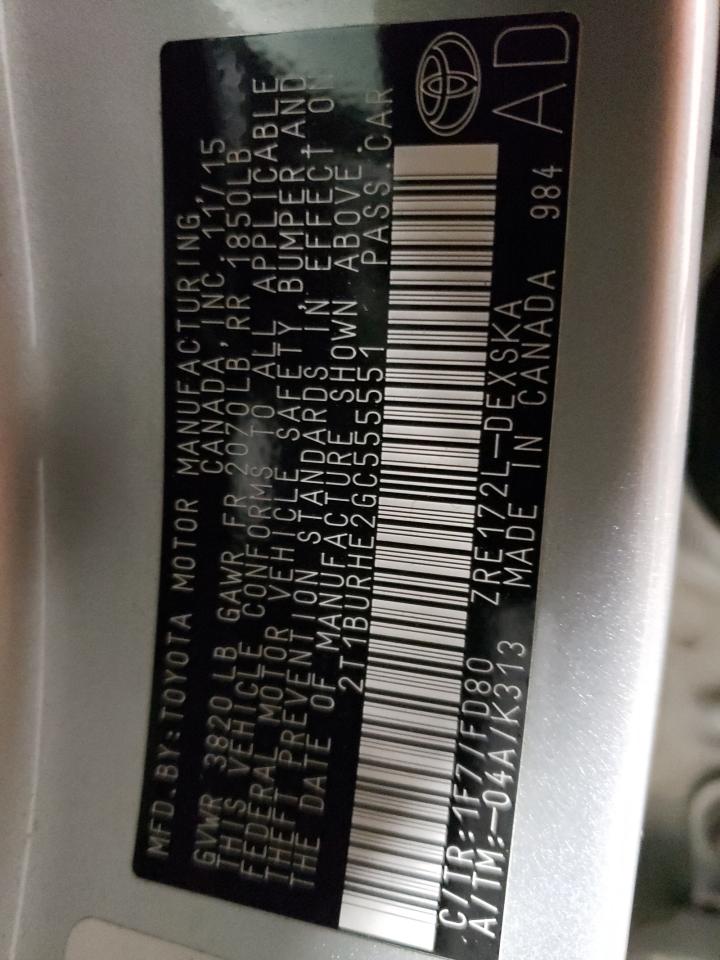 MFD.BY:TOYOTA MOTOR MANUFACTURING,
CANADA, INC. 11/15
GVWR 3820 LB GAWR FR 2070 LB, RR 1850LB
THIS VEHICLE CONFORMS TO ALL APPLICABLE
FEDERAL MOTOR VEHICLE SAFETY, BUMPER AND
THEFT PREVENTION STANDARDS IN EFFECT ON
THE DATE OF MANUFACTURE SHOWN ABOVE.
2T1BURHE2GC555551 PASS.CAR
C/TR:1F7/FD80 ZRE172L-DEXSKA 984
A/TM:-04A/K313 MADE IN CANADA AD